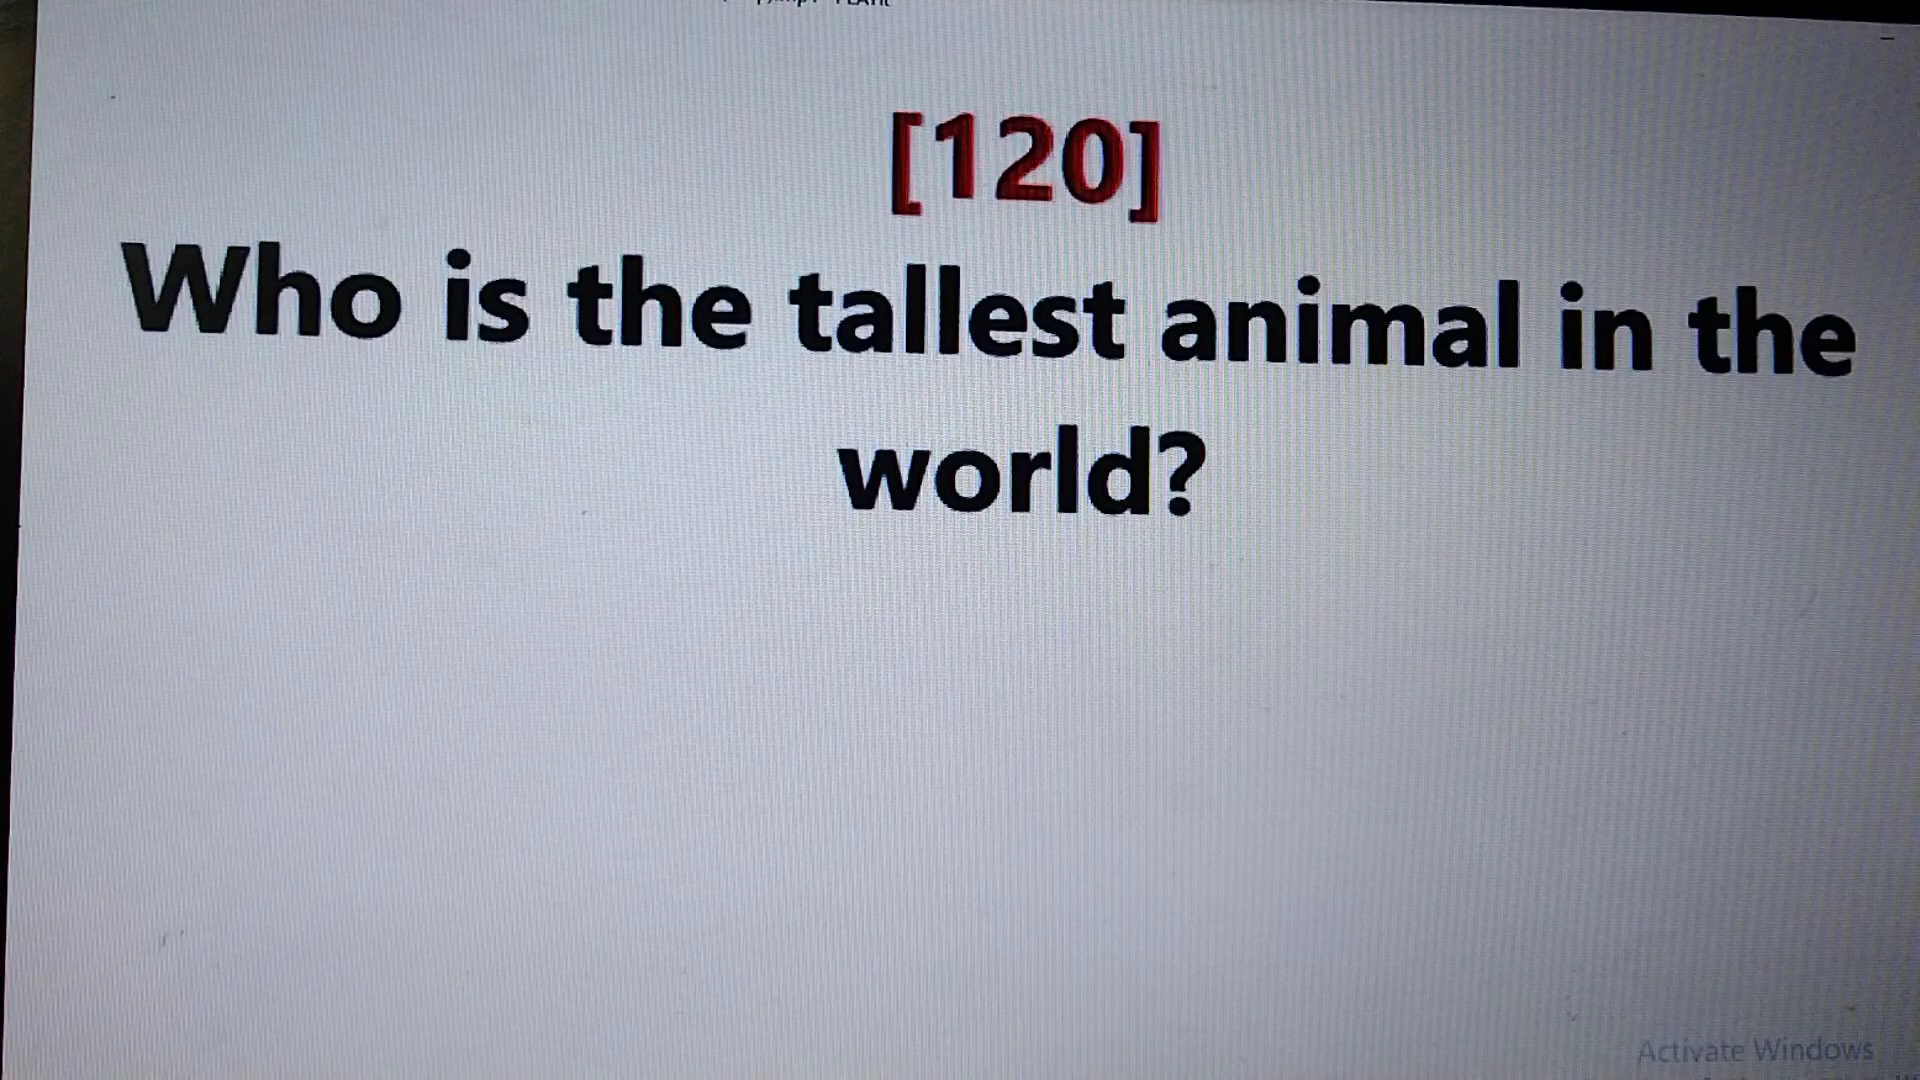 [120]
Who is the tallest animal in the
world?
Activate Windows